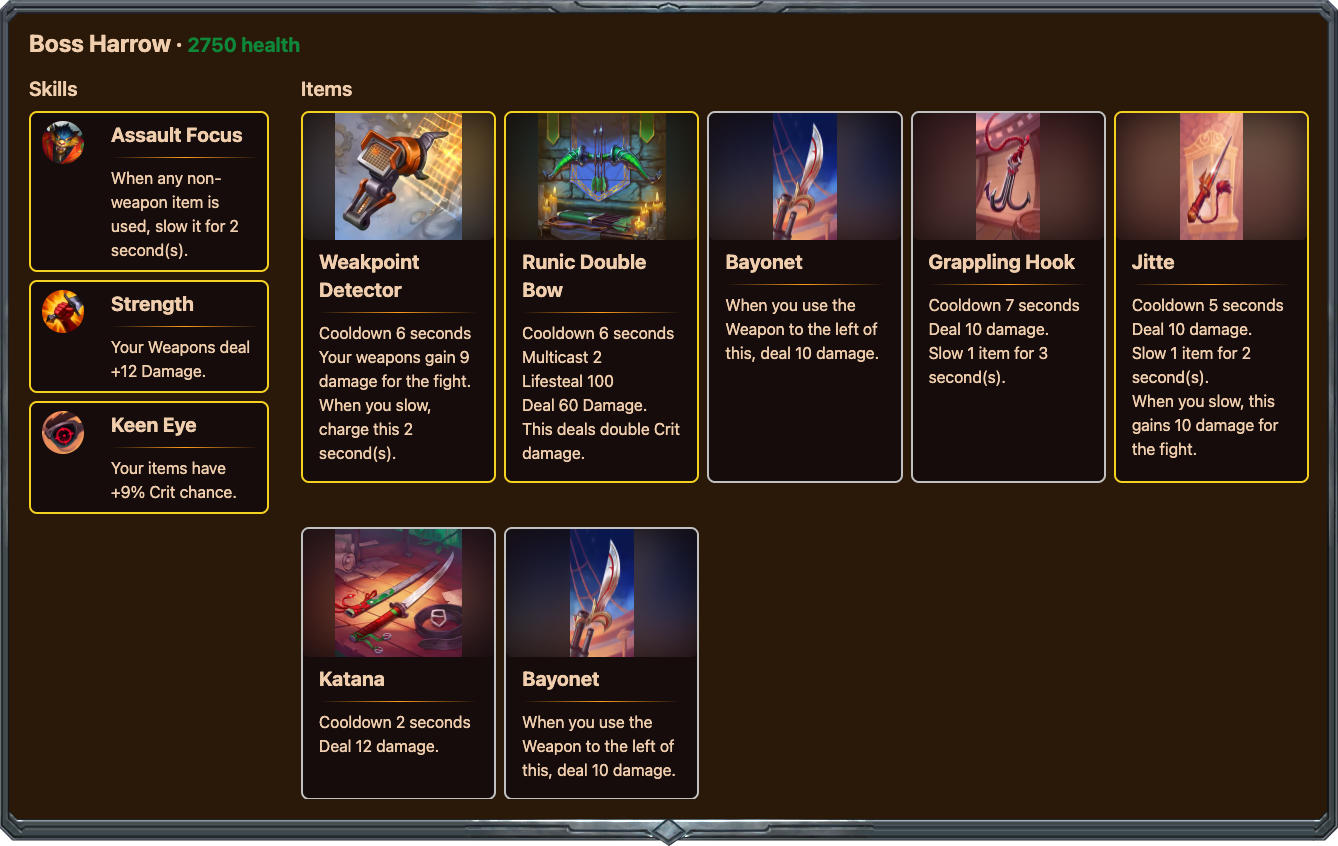 Boss Harrow · 2750 health
Skills
Assault Focus
When any non-
weapon item is
used, slow it for 2
second(s).
Strength
Your Weapons deal
+12 Damage.
Keen Eye
Your items have
+9% Crit chance.
Items
Weakpoint
Detector
Cooldown 6 seconds
Your weapons gain 9
damage for the fight.
When you slow,
charge this 2
second(s).
Runic Double
Bow
Cooldown 6 seconds
Multicast 2
Lifesteal 100
Deal 60 Damage.
This deals double Crit
damage.
Bayonet
When you use the
Weapon to the left of
this, deal 10 damage.
Grappling Hook
Cooldown 7 seconds
Deal 10 damage.
Slow 1 item for 3
second(s).
Jitte
Cooldown 5 seconds
Deal 10 damage.
Slow 1 item for 2
second(s).
When you slow, this
gains 10 damage for
the fight.
Katana
Cooldown 2 seconds
Deal 12 damage.
Bayonet
When you use the
Weapon to the left of
this, deal 10 damage.